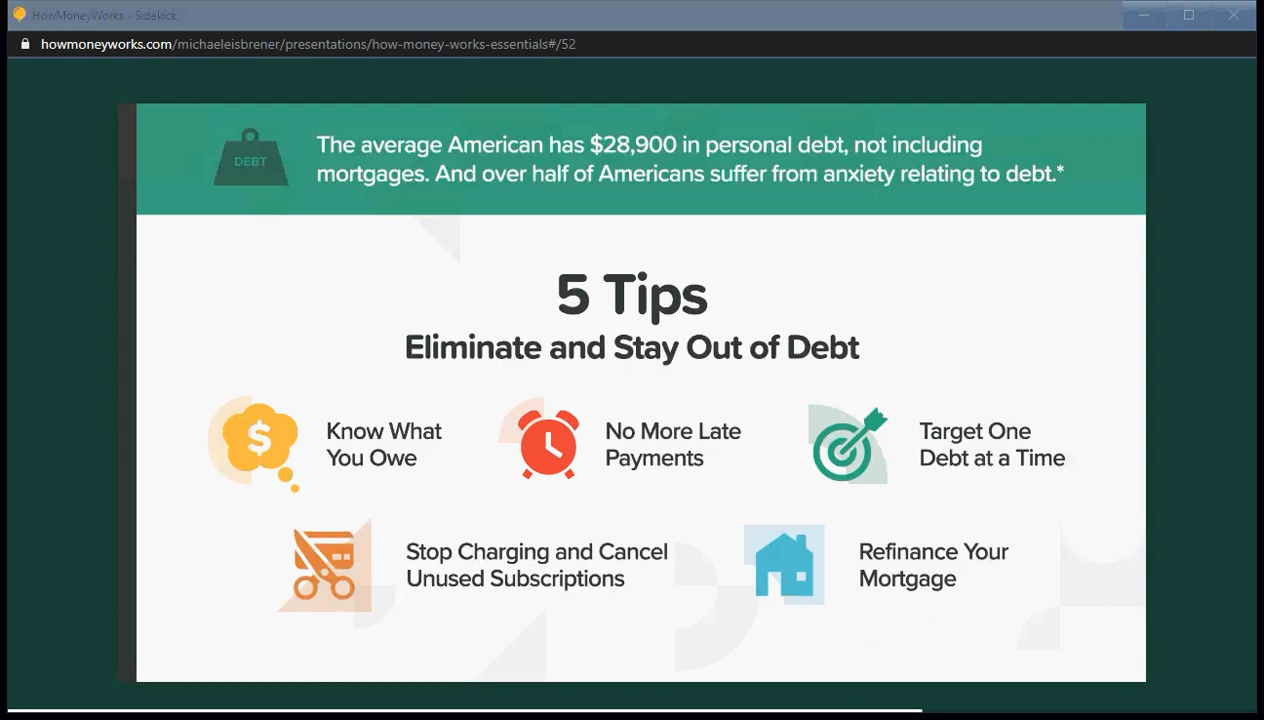 HowMoneyWorks - Sidekick
howmoneyworks.com/michaeleisbrener/presentations/how-money-works-essentials#/52
DEBT
The average American has $28,900 in personal debt, not including
mortgages. And over half of Americans suffer from anxiety relating to debt.*
5 Tips
Eliminate and Stay Out of Debt
$
Know What
You Owe
No More Late
Payments
Target One
Debt at a Time
Stop Charging and Cancel
Unused Subscriptions
Refinance Your
Mortgage